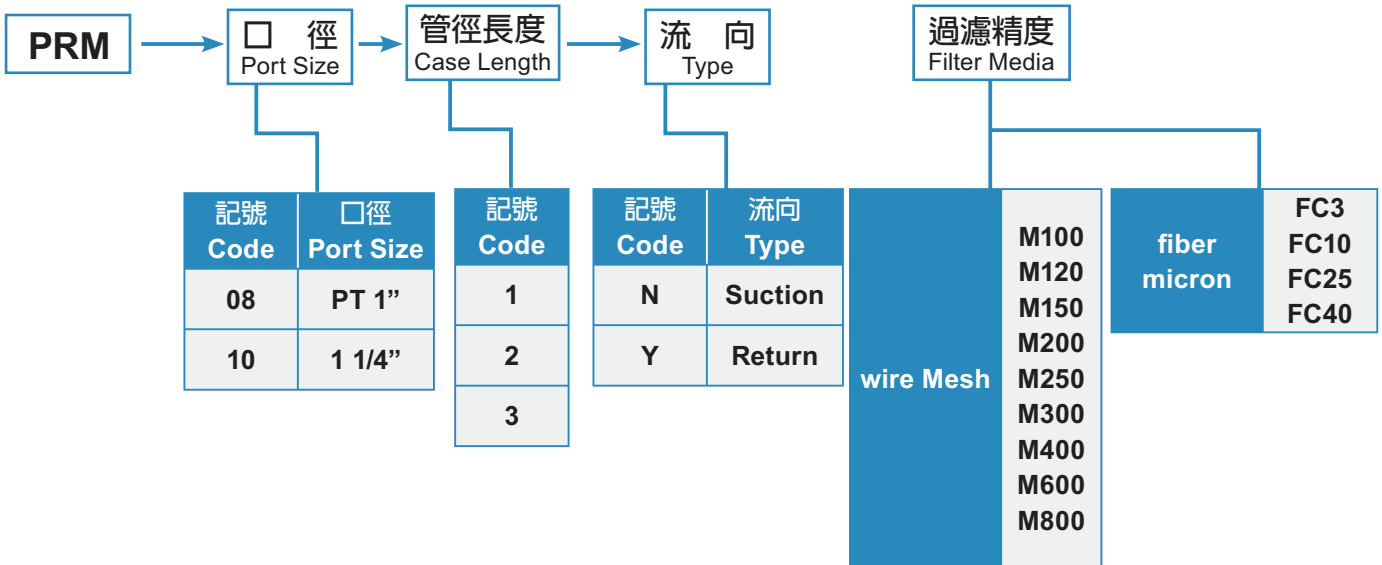 PRM
口 徑
Port Size
管徑長度
Case Length
流 向
Type
過濾精度
Filter Media
記號 口徑
Code Port Size
08 PT 1”
10 1 1/4”
記號
Code
1
2
3
記號 流向
Code Type
N Suction
Y Return
wire Mesh
M100
M120
M150
M200
M250
M300
M400
M600
M800
fiber
micron
FC3
FC10
FC25
FC40